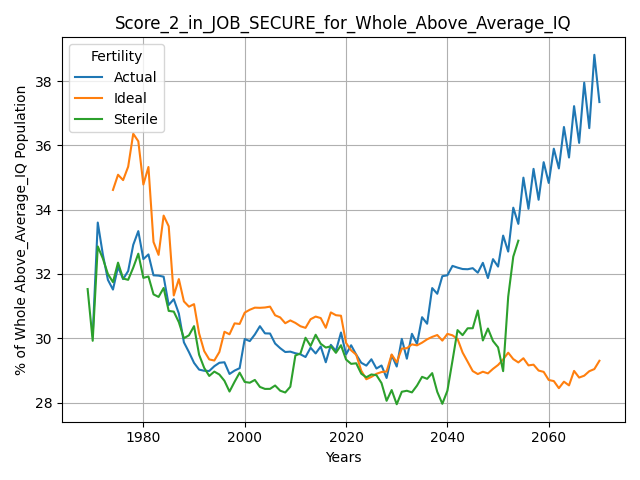 Score_2_in_JOB_SECURE_for_Whole_Above_Average_IQ
Fertility
Actual
Ideal
Sterile
% of Whole Above_Average_IQ Population
38
36
34
32
30
28
1980
2000
2020
2040
2060
Years